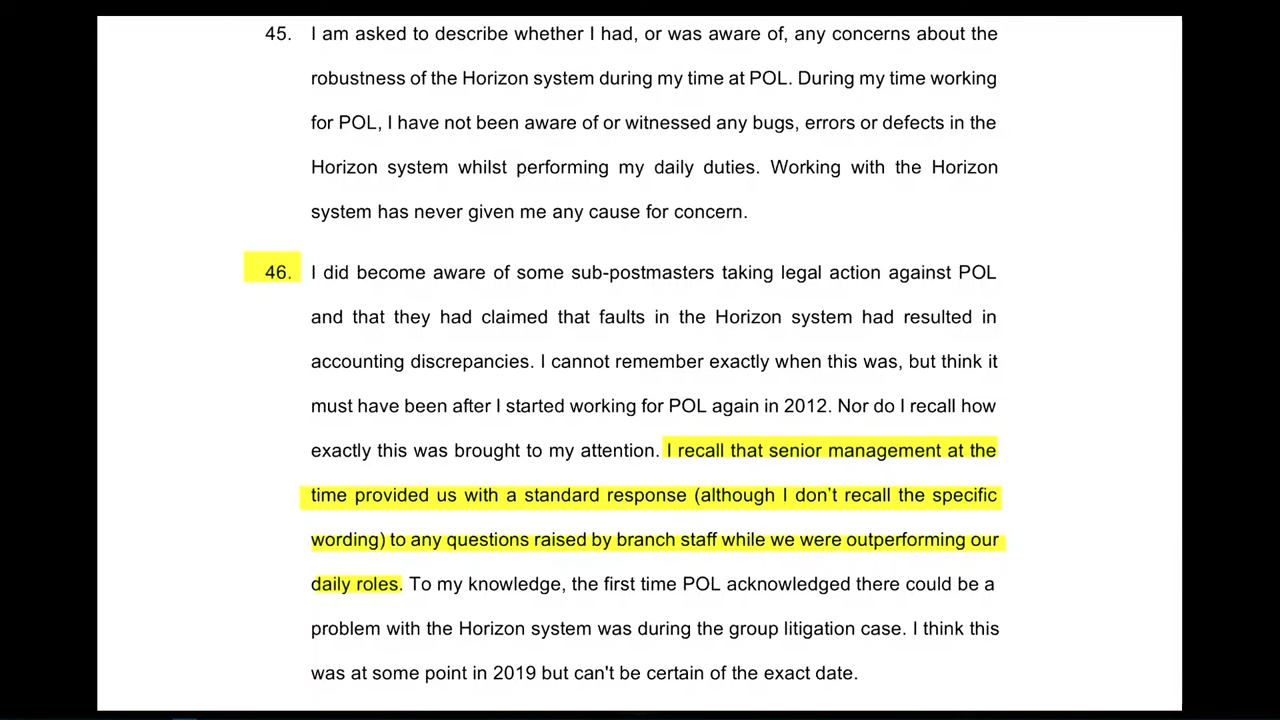 45. I am asked to describe whether I had, or was aware of, any concerns about the
robustness of the Horizon system during my time at POL. During my time working
for POL, I have not been aware of or witnessed any bugs, errors or defects in the
Horizon system whilst performing my daily duties. Working with the Horizon
system has never given me any cause for concern.
46. I did become aware of some sub-postmasters taking legal action against POL
and that they had claimed that faults in the Horizon system had resulted in
accounting discrepancies. I cannot remember exactly when this was, but think it
must have been after I started working for POL again in 2012. Nor do I recall how
exactly this was brought to my attention. I recall that senior management at the
time provided us with a standard response (although I don’t recall the specific
wording) to any questions raised by branch staff while we were outperforming our
daily roles. To my knowledge, the first time POL acknowledged there could be a
problem with the Horizon system was during the group litigation case. I think this
was at some point in 2019 but can't be certain of the exact date.